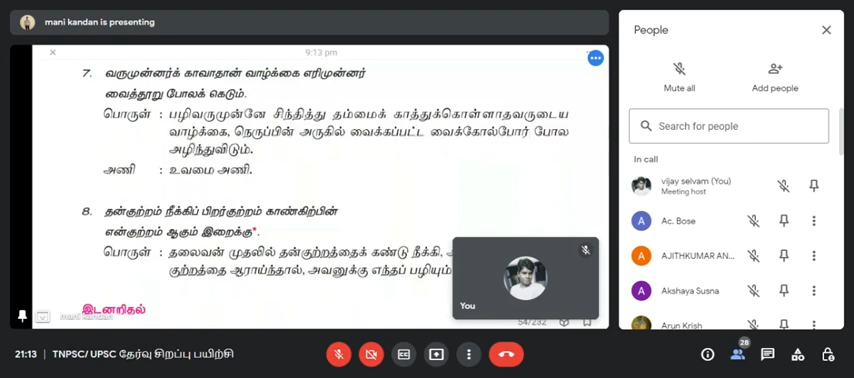 mani kandan is presenting
9:13 pm
7. வருமுன்னர்க் காவாதான் வாழ்க்கை எரிமுன்னர்
வைத்தூறு போலக் கெடும்.
பொருள் : பழிவருமுன்னே சிந்தித்து தம்மைக் காத்துக்கொள்ளாதவருடைய
வாழ்க்கை, நெருப்பின் அருகில் வைக்கப்பட்ட வைக்கோல்போர் போல
அழிந்துவிடும்.
அணி : உவமை அணி.
8. தன்குற்றம் நீக்கிப் பிறர்குற்றம் காண்கிற்பின்
என்குற்றம் ஆகும் இறைக்கு*.
பொருள் : தலைவன் முதலில் தன்குற்றத்தைக் கண்டு நீக்கி,
குற்றத்தை ஆராய்ந்தால், அவனுக்கு எந்தப் பழியும்
இடனறிதல்
mani kandan
54/232
You
People
Mute all
Add people
Search for people
In call
vijay selvam (You)
Meeting host
A Ac. Bose
A AJITHKUMAR AN...
A Akshaya Susna
Arun Krish
21:13 | TNPSC/ UPSC தேர்வு சிறப்பு பயிற்சி
28